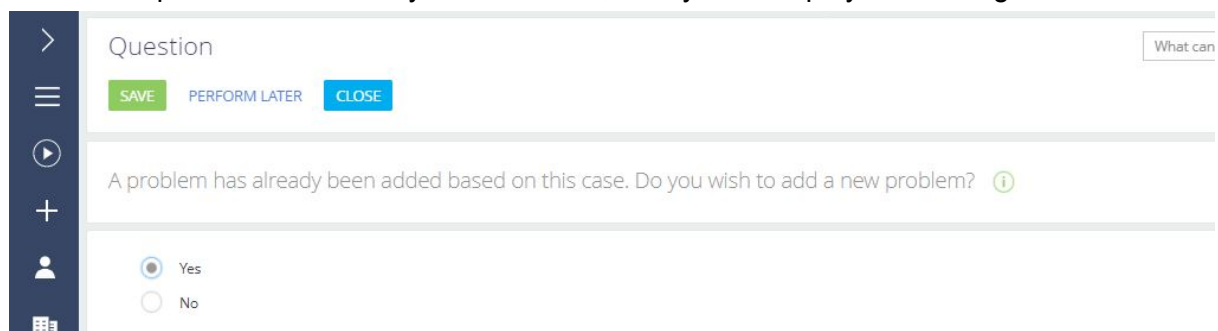 Question
What can
SAVE PERFORM LATER CLOSE
A problem has already been added based on this case. Do you wish to add a new problem?
Yes
No